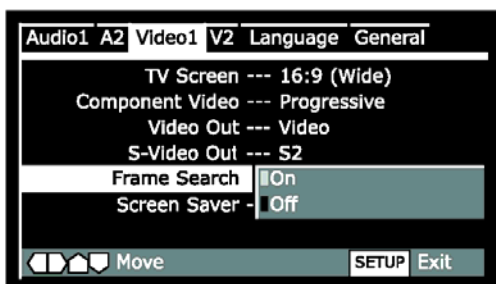 Audio1 A2 Video1 V2 Language General
TV Screen --- 16:9 (Wide)
Component Video --- Progressive
Video Out --- Video
S-Video Out --- S2
Frame Search On
Screen Saver - Off
Move SETUP Exit